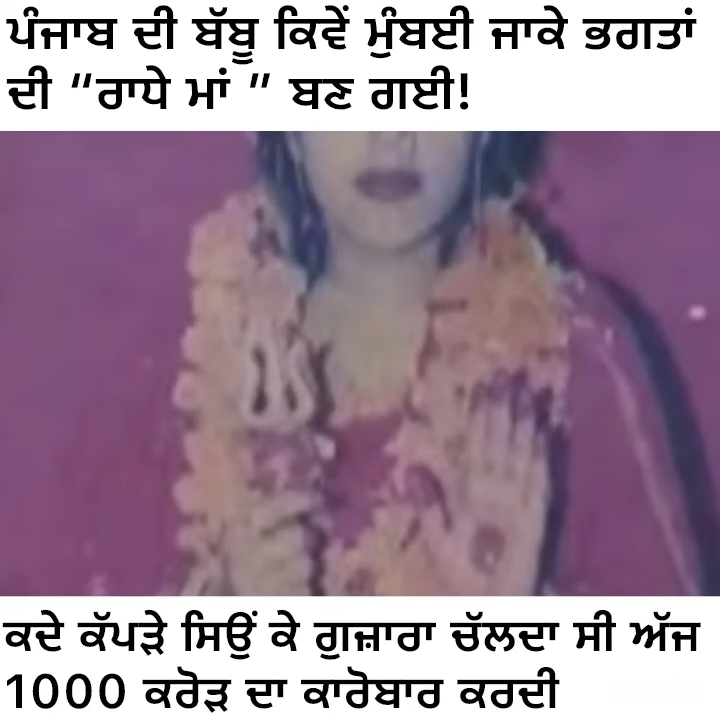 ਪੰਜਾਬ ਦੀ ਬੱਬੂ ਕਿਵੇਂ ਮੁੰਬਈ ਜਾਕੇ ਭਗਤਾਂ
ਦੀ “ਰਾਧੇ ਮਾਂ ” ਬਣ ਗਈ!
ਕਦੇ ਕੱਪੜੇ ਸਿਉਂ ਕੇ ਗੁਜ਼ਾਰਾ ਚੱਲਦਾ ਸੀ ਅੱਜ
1000 ਕਰੋੜ ਦਾ ਕਾਰੋਬਾਰ ਕਰਦੀ